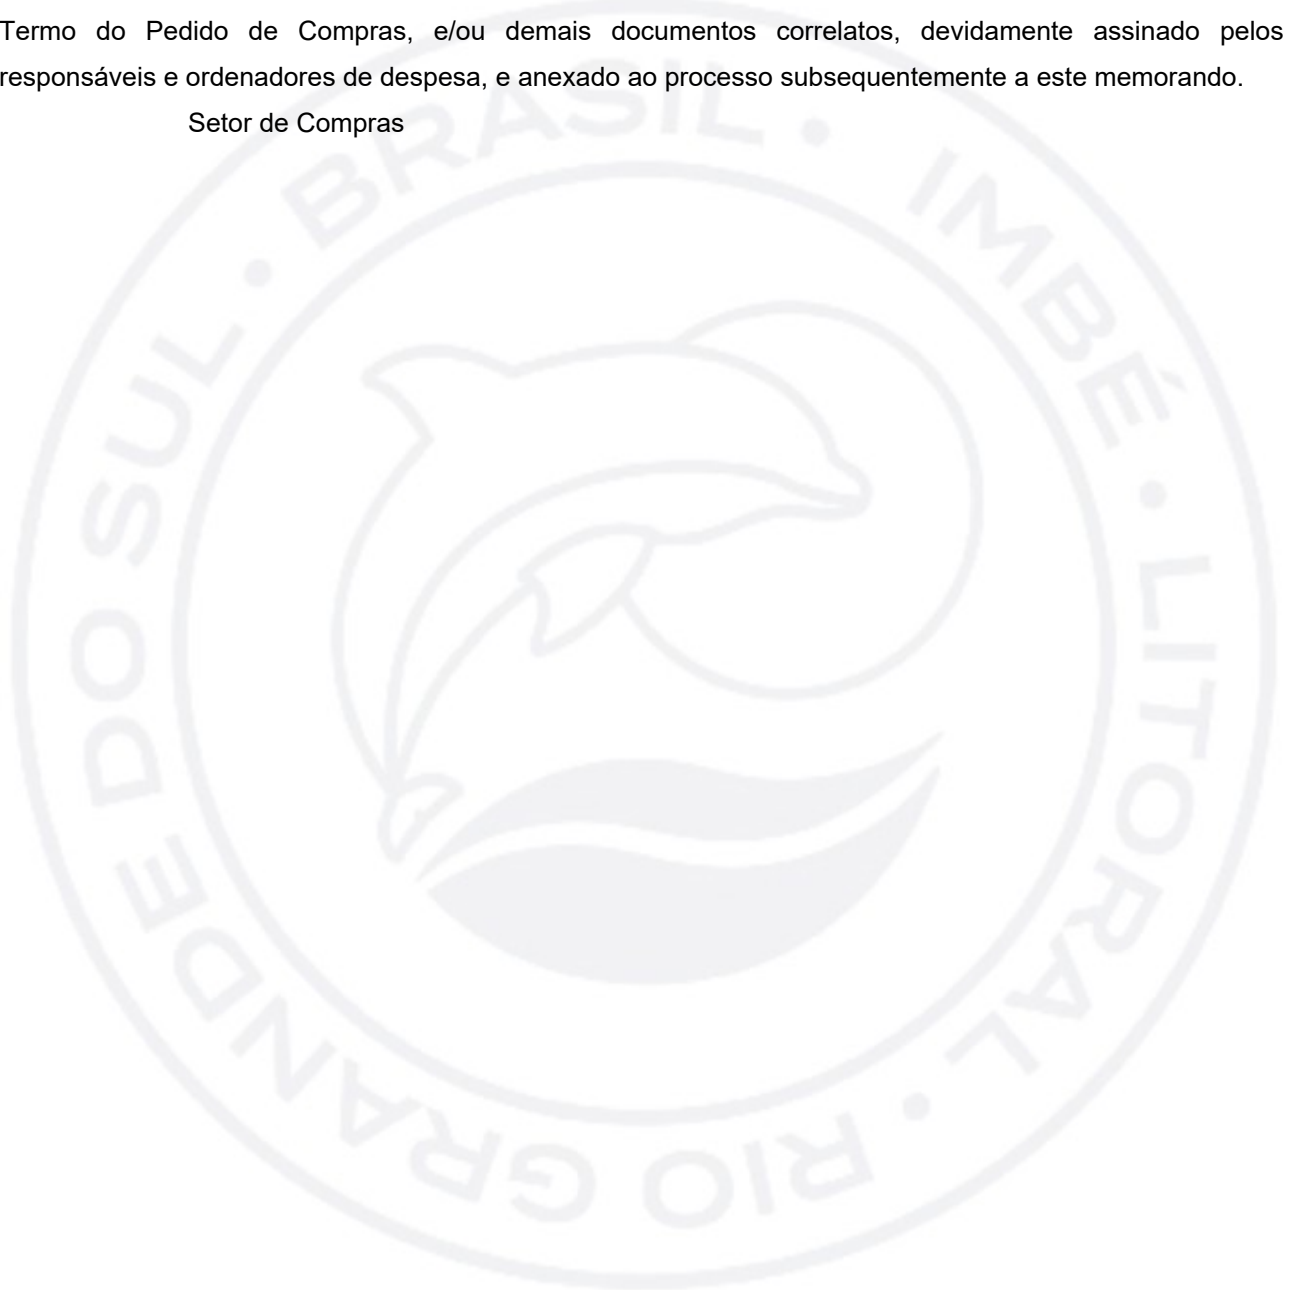 Termo do Pedido de Compras, e/ou demais documentos correlatos, devidamente assinado pelos
responsáveis e ordenadores de despesa, e anexado ao processo subsequentemente a este memorando.
Setor de Compras
BRASIL • IMBÉ • LITORAL • RIO GRANDE DO SUL •